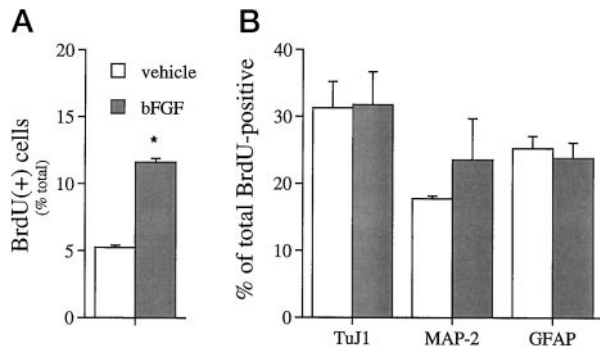 A
BrdU(+) cells
(% total)
20
15
10
5
0
vehicle
bFGF
*
B
% of total BrdU-positive
40
30
20
10
0
TuJ1
MAP-2
GFAP